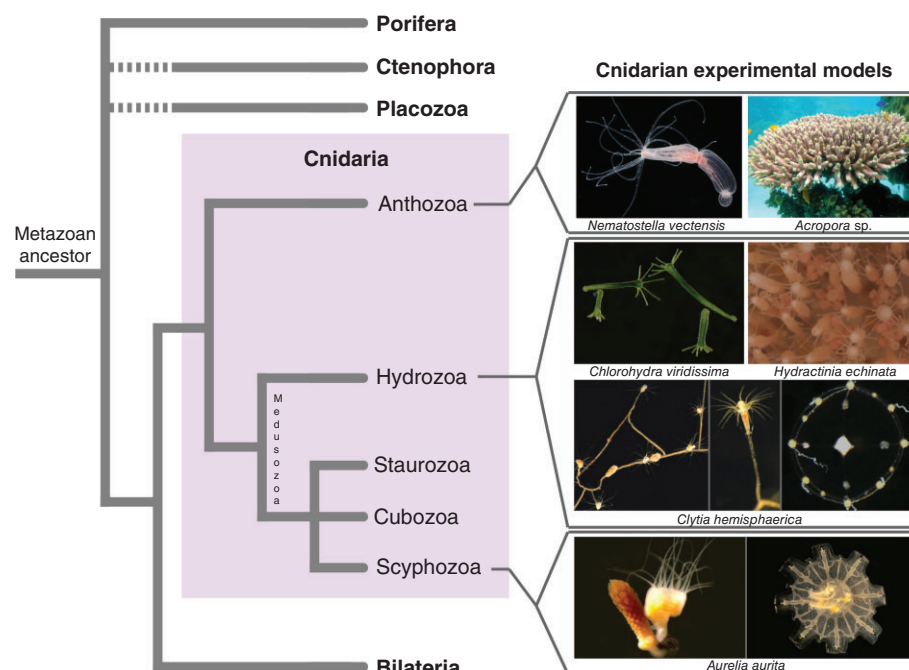 Porifera
Ctenophora
Placozoa
Cnidaria
Anthozoa
Metazoan
ancestor
Hydrozoa
Medusozoa
Staurozoa
Cubozoa
Scyphozoa
Bilateria
Cnidarian experimental models
Nematostella vectensis
Acropora sp.
Chlorohydra viridissima
Hydractinia echinata
Clytia hemisphaerica
Aurelia aurita